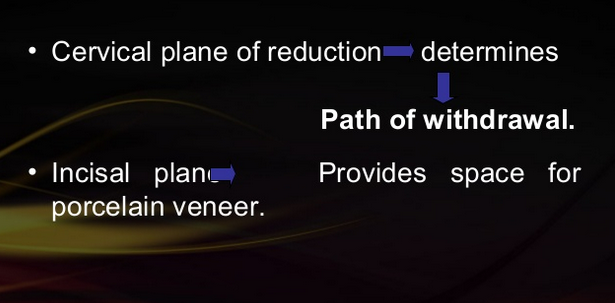 • Cervical plane of reduction determines
Path of withdrawal.
• Incisal plane Provides space for
porcelain veneer.